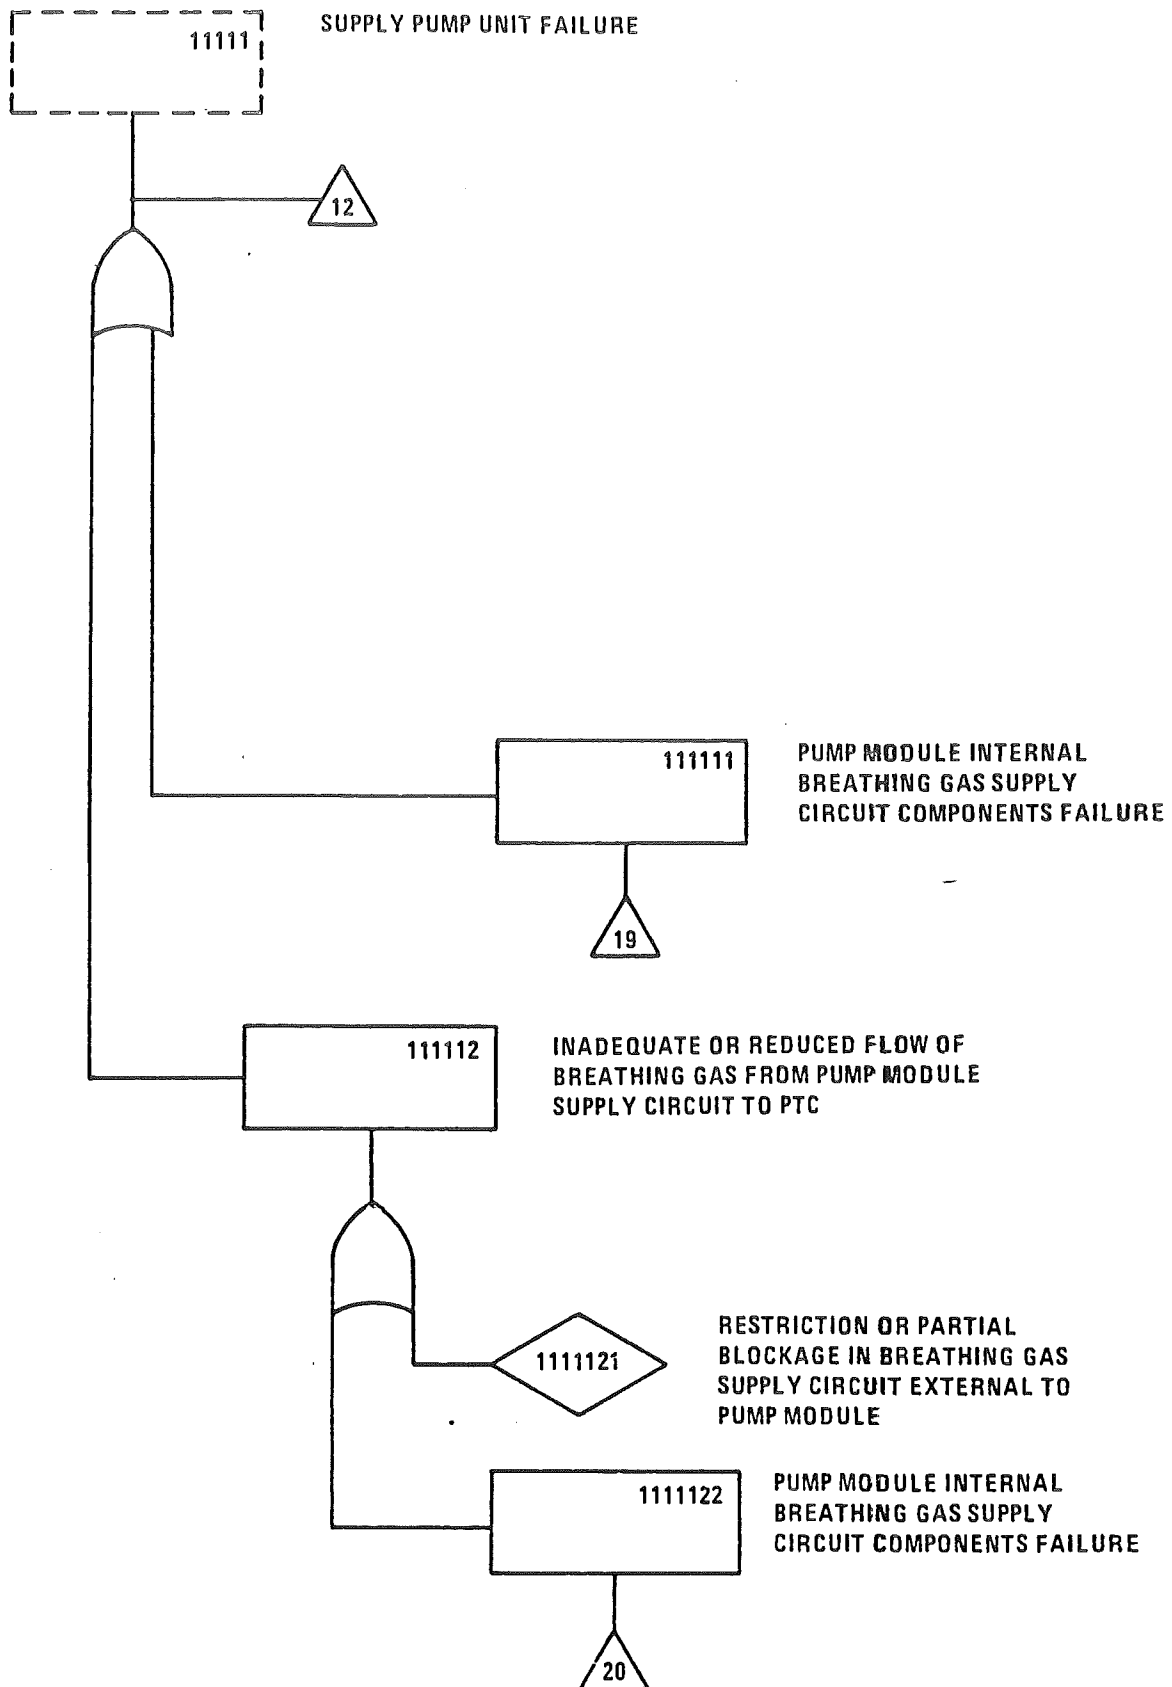 11111
SUPPLY PUMP UNIT FAILURE
12
111111
PUMP MODULE INTERNAL
BREATHING GAS SUPPLY
CIRCUIT COMPONENTS FAILURE
19
111112
INADEQUATE OR REDUCED FLOW OF
BREATHING GAS FROM PUMP MODULE
SUPPLY CIRCUIT TO PTC
1111121
RESTRICTION OR PARTIAL
BLOCKAGE IN BREATHING GAS
SUPPLY CIRCUIT EXTERNAL TO
PUMP MODULE
1111122
PUMP MODULE INTERNAL
BREATHING GAS SUPPLY
CIRCUIT COMPONENTS FAILURE
20